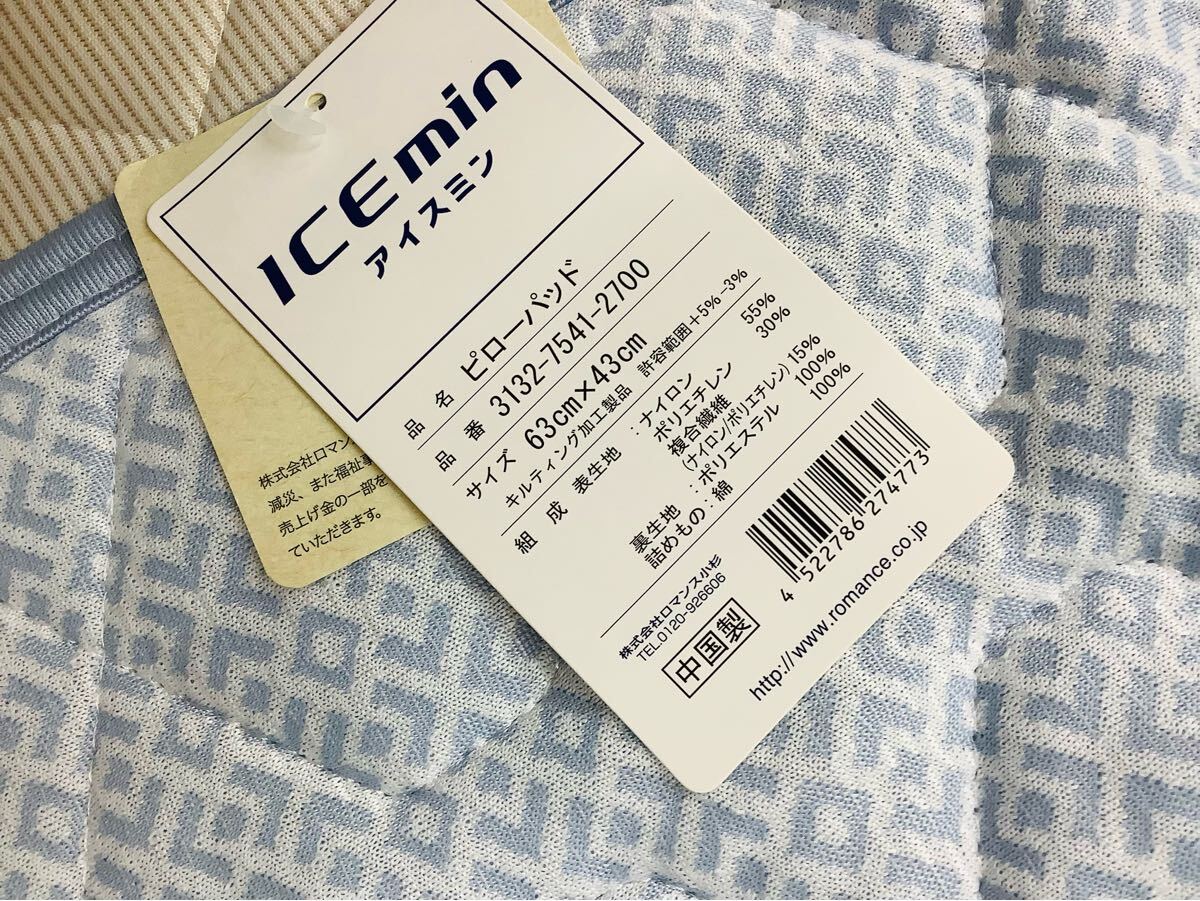 ICEmin
アイスミン
品名 ピローパッド
品番 3132-7541-2700
サイズ 63cm×43cm
キルティング加工製品 許容範囲+5% -3%
組成 表生地 :ナイロン 55%
ポリエチレン 30%
複合繊維
(ナイロン/ポリエチレン) 15%
裏生地 :ポリエステル 100%
詰めもの:綿 100%
株式会社ロマンス小杉
TEL.0120-926606
中国製
4 522786 274773
http://www.romance.co.jp
株式会社ロマン
減災、また福祉事
売上げ金の一部を
ていただきます。